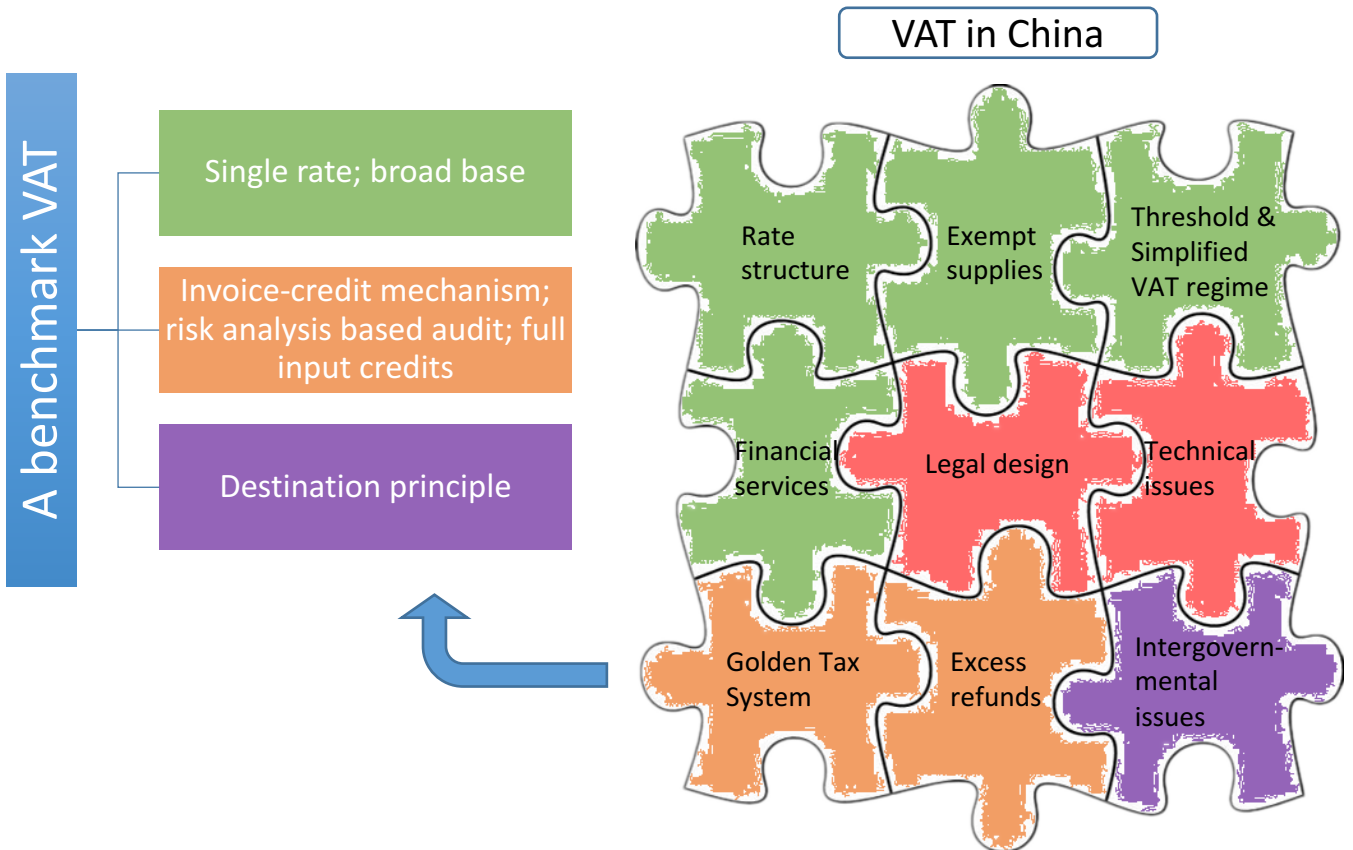 VAT in China
A benchmark VAT
Single rate; broad base
Invoice-credit mechanism;
risk analysis based audit; full
input credits
Destination principle
Rate
structure
Exempt
supplies
Threshold &
Simplified
VAT regime
Financial
services
Legal design
Technical
issues
Golden Tax
System
Excess
refunds
Intergovern-
mental
issues